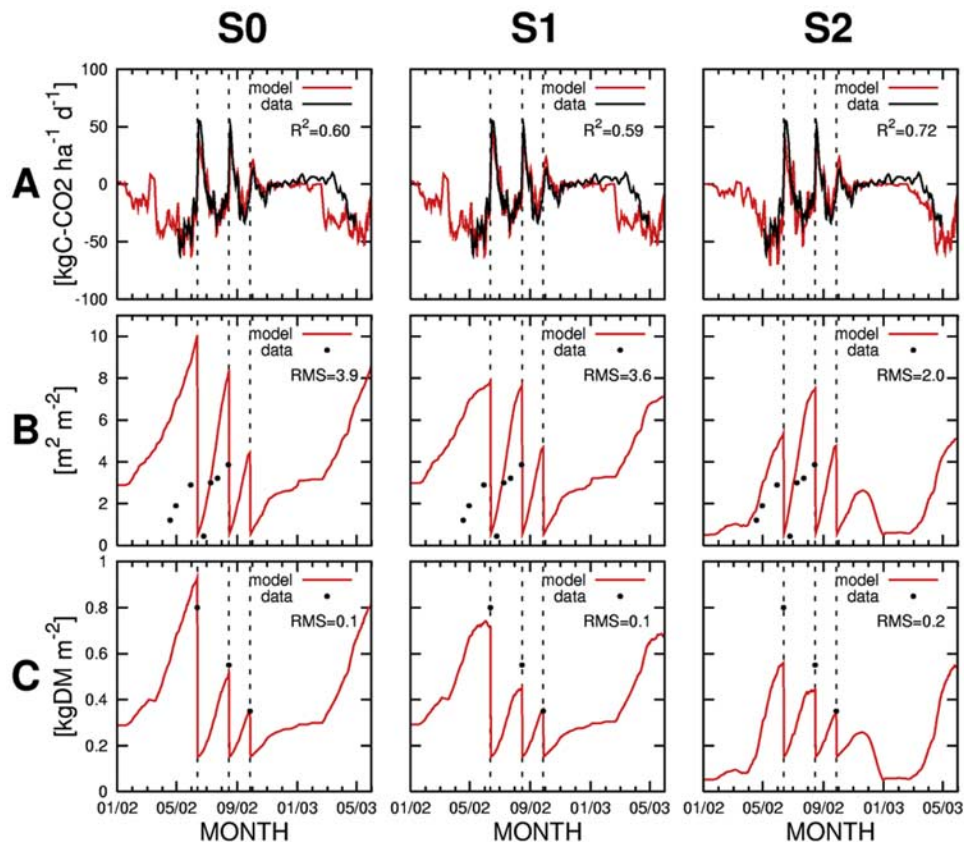 S0 S1 S2
A
[kgC-CO2 ha⁻¹ d⁻¹]
100
50
0
-50
-100
model
data
R²=0.60
model
data
R²=0.59
model
data
R²=0.72
B
[m² m⁻²]
10
8
6
4
2
0
model
data
RMS=3.9
model
data
RMS=3.6
model
data
RMS=2.0
C
[kgDM m⁻²]
1
0.8
0.6
0.4
0.2
0
model
data
RMS=0.1
model
data
RMS=0.1
model
data
RMS=0.2
01/02 05/02 09/02 01/03 05/03
MONTH
01/02 05/02 09/02 01/03 05/03
MONTH
01/02 05/02 09/02 01/03 05/03
MONTH